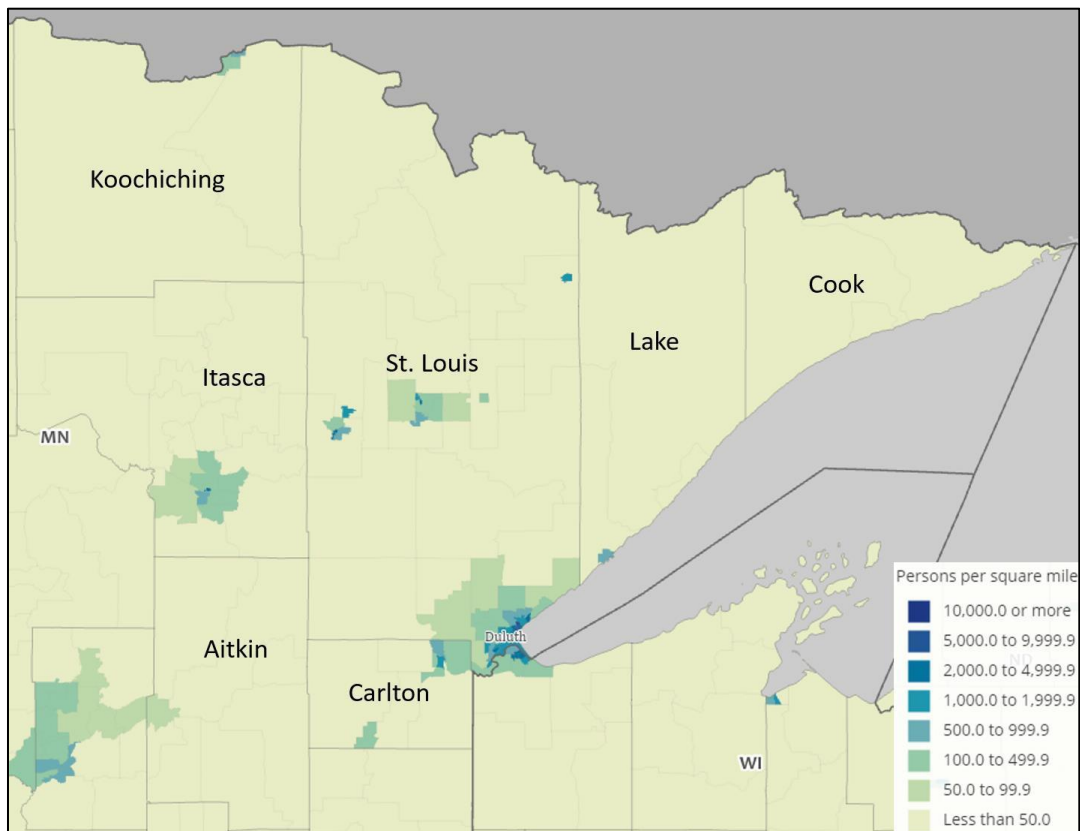 Koochiching
Cook
Lake
St. Louis
Itasca
MN
Persons per square mile
10,000.0 or more
5,000.0 to 9,999.9
2,000.0 to 4,999.9
1,000.0 to 1,999.9
500.0 to 999.9
100.0 to 499.9
50.0 to 99.9
Less than 50.0
Duluth
Aitkin
Carlton
WI